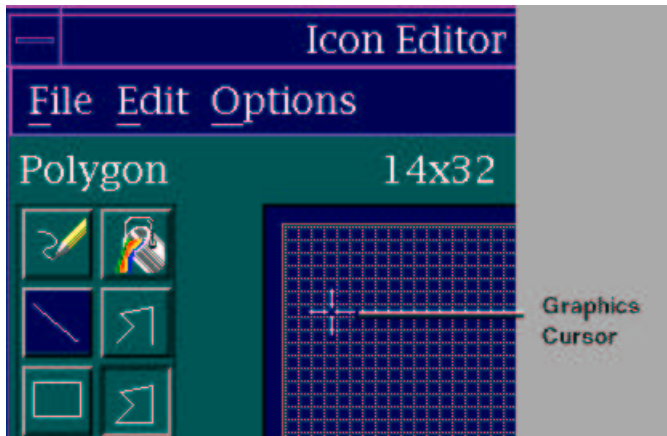 Icon Editor
File Edit Options
Polygon 14x32
Graphics
Cursor